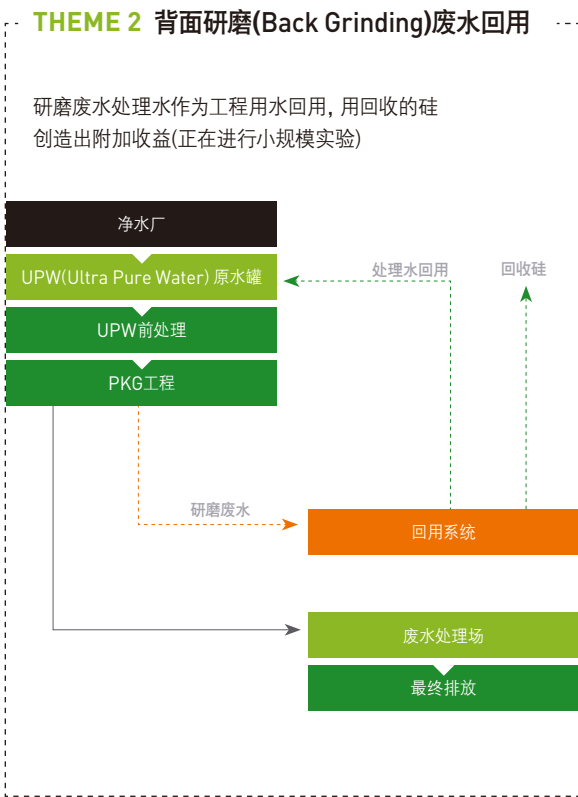 THEME 2 背面研磨(Back Grinding)废水回用
研磨废水处理水作为工程用水回用, 用回收的硅
创造出附加收益(正在进行小规模实验)
净水厂
UPW(Ultra Pure Water) 原水罐
处理水回用
回收硅
UPW前处理
PKG工程
研磨废水
回用系统
废水处理场
最终排放